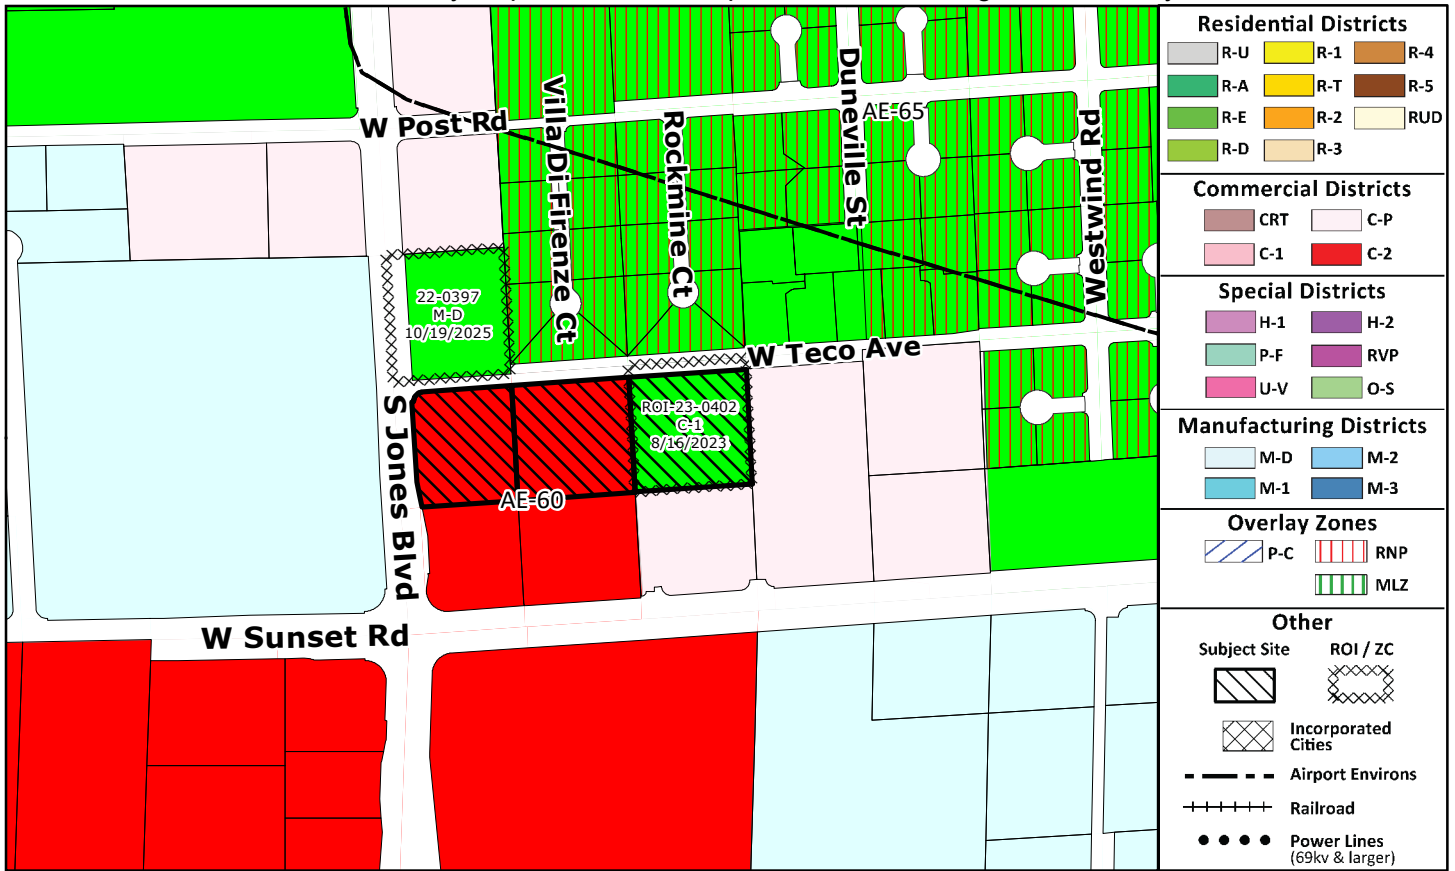 W Post Rd
Villa Di Firenze Ct
Rockmine Ct
Duneville St
AE-65
Westwind Rd
22-0397
M-D
10/19/2025
W Teco Ave
ROI-23-0402
C-1
8/16/2023
S Jones Blvd
AE-60
W Sunset Rd
Residential Districts
R-U R-1 R-4
R-A R-T R-5
R-E R-2 RUD
R-D R-3
Commercial Districts
CRT C-P
C-1 C-2
Special Districts
H-1 H-2
P-F RVP
U-V O-S
Manufacturing Districts
M-D M-2
M-1 M-3
Overlay Zones
P-C RNP
MLZ
Other
Subject Site ROI / ZC
Incorporated
Cities
Airport Environs
Railroad
Power Lines
(69kv & larger)